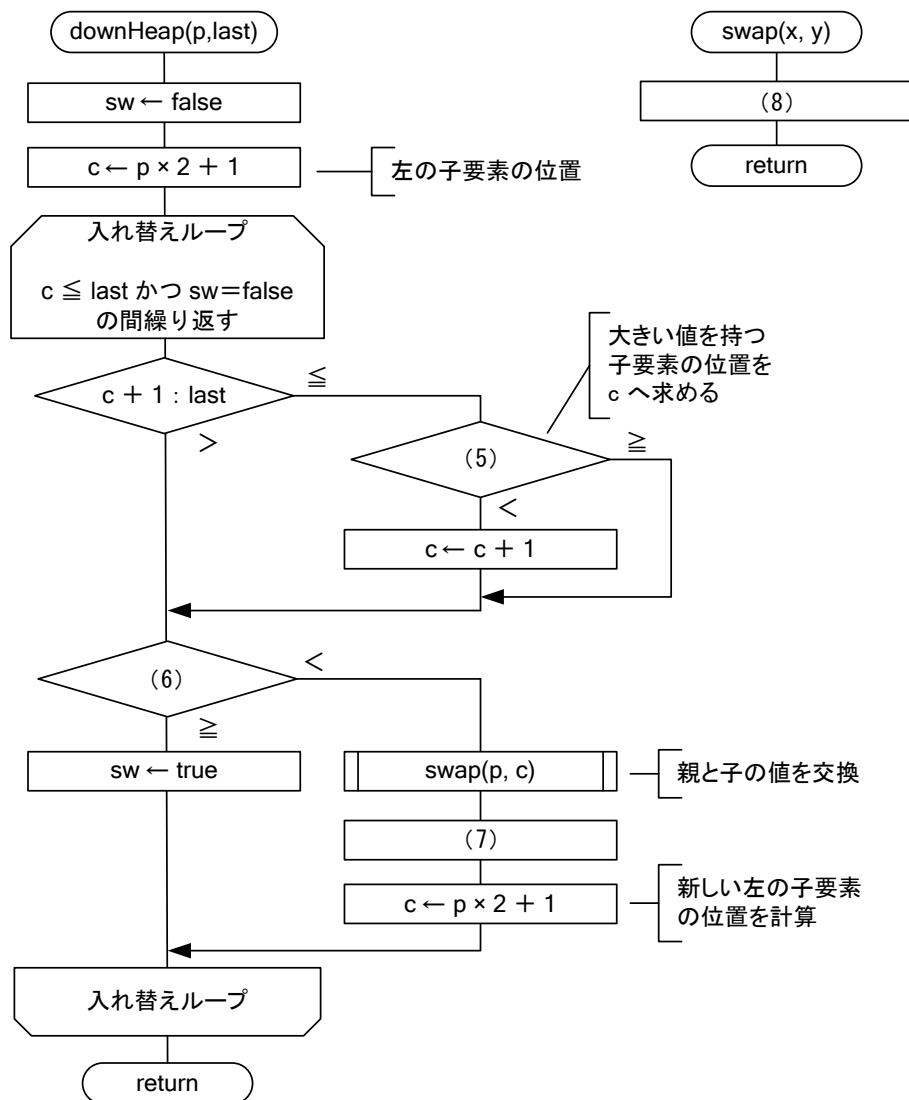 downHeap(p,last)
sw ← false
c ← p × 2 + 1
左の子要素の位置
入れ替えループ
c ≦ last かつ sw=false
の間繰り返す
c + 1 : last
≦
>
大きい値を持つ
子要素の位置を
c へ求める
(5)
≧
<
c ← c + 1
(6)
<
≧
sw ← true
swap(p, c)
親と子の値を交換
(7)
c ← p × 2 + 1
新しい左の子要素
の位置を計算
入れ替えループ
return
swap(x, y)
(8)
return